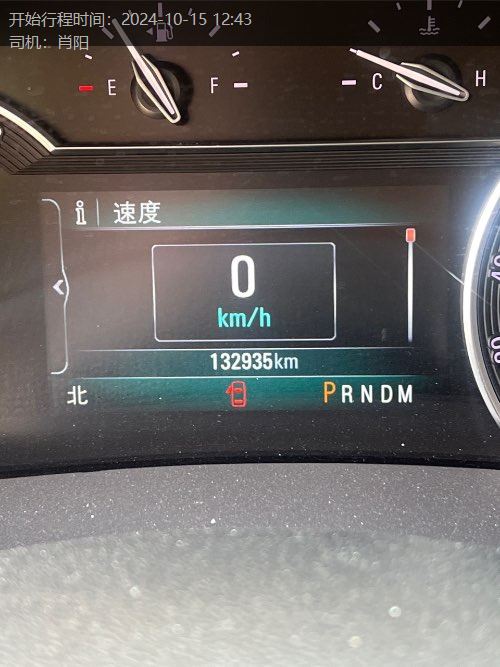 开始行程时间：2024-10-15 12:43
司机：肖阳
E F C H
i 速度
0
km/h
132935km
北 PRNDM